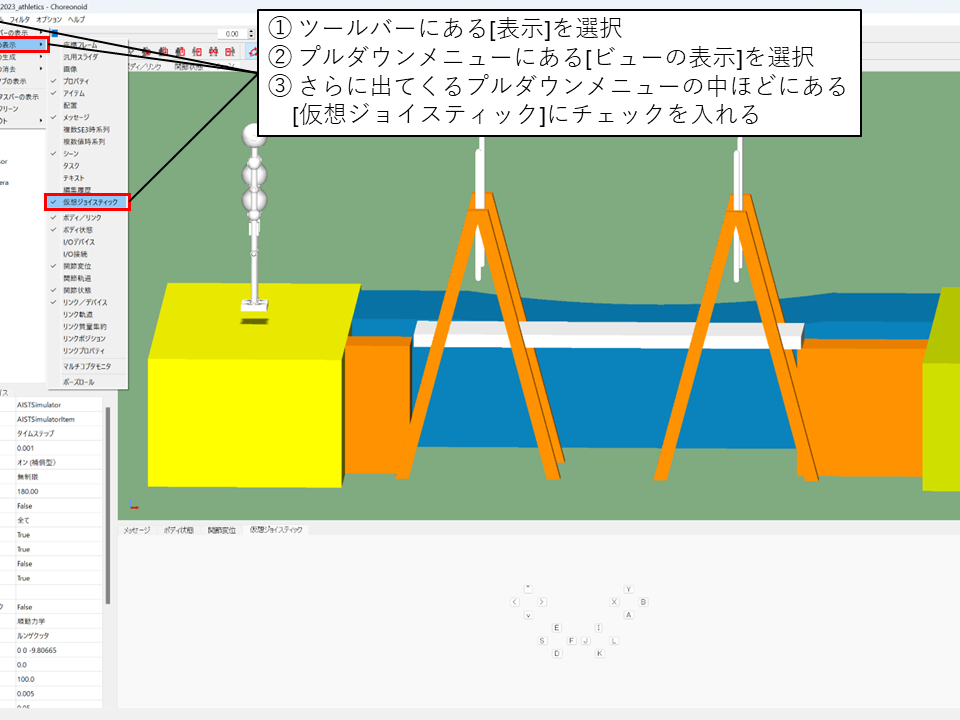 2023_athletics - Choreonoid
フィルタ オプション ヘルプ
① ツールバーにある[表示]を選択
② プルダウンメニューにある[ビューの表示]を選択
③ さらに出てくるプルダウンメニューの中ほどにある
[仮想ジョイスティック]にチェックを入れる
0.00
バーの表示
の表示
の生成
の消去
ブの表示
タスバーの表示
クリーン
ウト
汎用スライダ
画像
プロパティ
アイテム
配置
メッセージ
複数SE3時系列
複数値時系列
シーン
タスク
テキスト
編集履歴
仮想ジョイスティック
ボディ／リンク
ボディ状態
I/Oデバイス
I/O接続
関節変位
関節軌道
関節状態
リンク／デバイス
リンク軌道
リンク質量集約
リンクポジション
リンクプロパティ
マルチコプタモニタ
ポーズロール
sor
era
イス
AISTSimulator
AISTSimulatorItem
タイムステップ
0.001
オン (補償型)
無制限
180.00
False
全て
True
True
False
True
ク False
順動力学
ルンゲクッタ
0 0 -9.80665
0.0
100.0
0.005
メッセージ ボディ状態 関節変位 仮想ジョイスティック
^ Y
< > X B
v A
E I
S F J L
D K